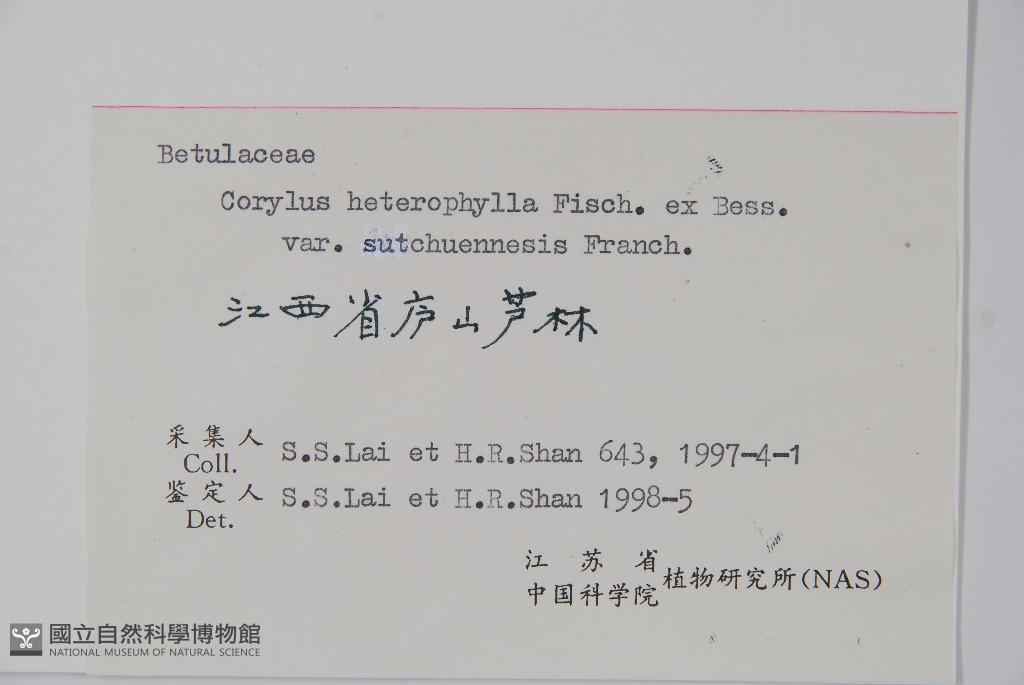 Betulaceae
Corylus heterophylla Fisch. ex Bess.
var. sutchuennesis Franch.
江西省庐山芦林
采集人 S.S.Lai et H.R.Shan 643, 1997-4-1
Coll.
鉴定人 S.S.Lai et H.R.Shan 1998-5
Det.
江苏省
中国科学院植物研究所(NAS)
國立自然科學博物館
NATIONAL MUSEUM OF NATURAL SCIENCE